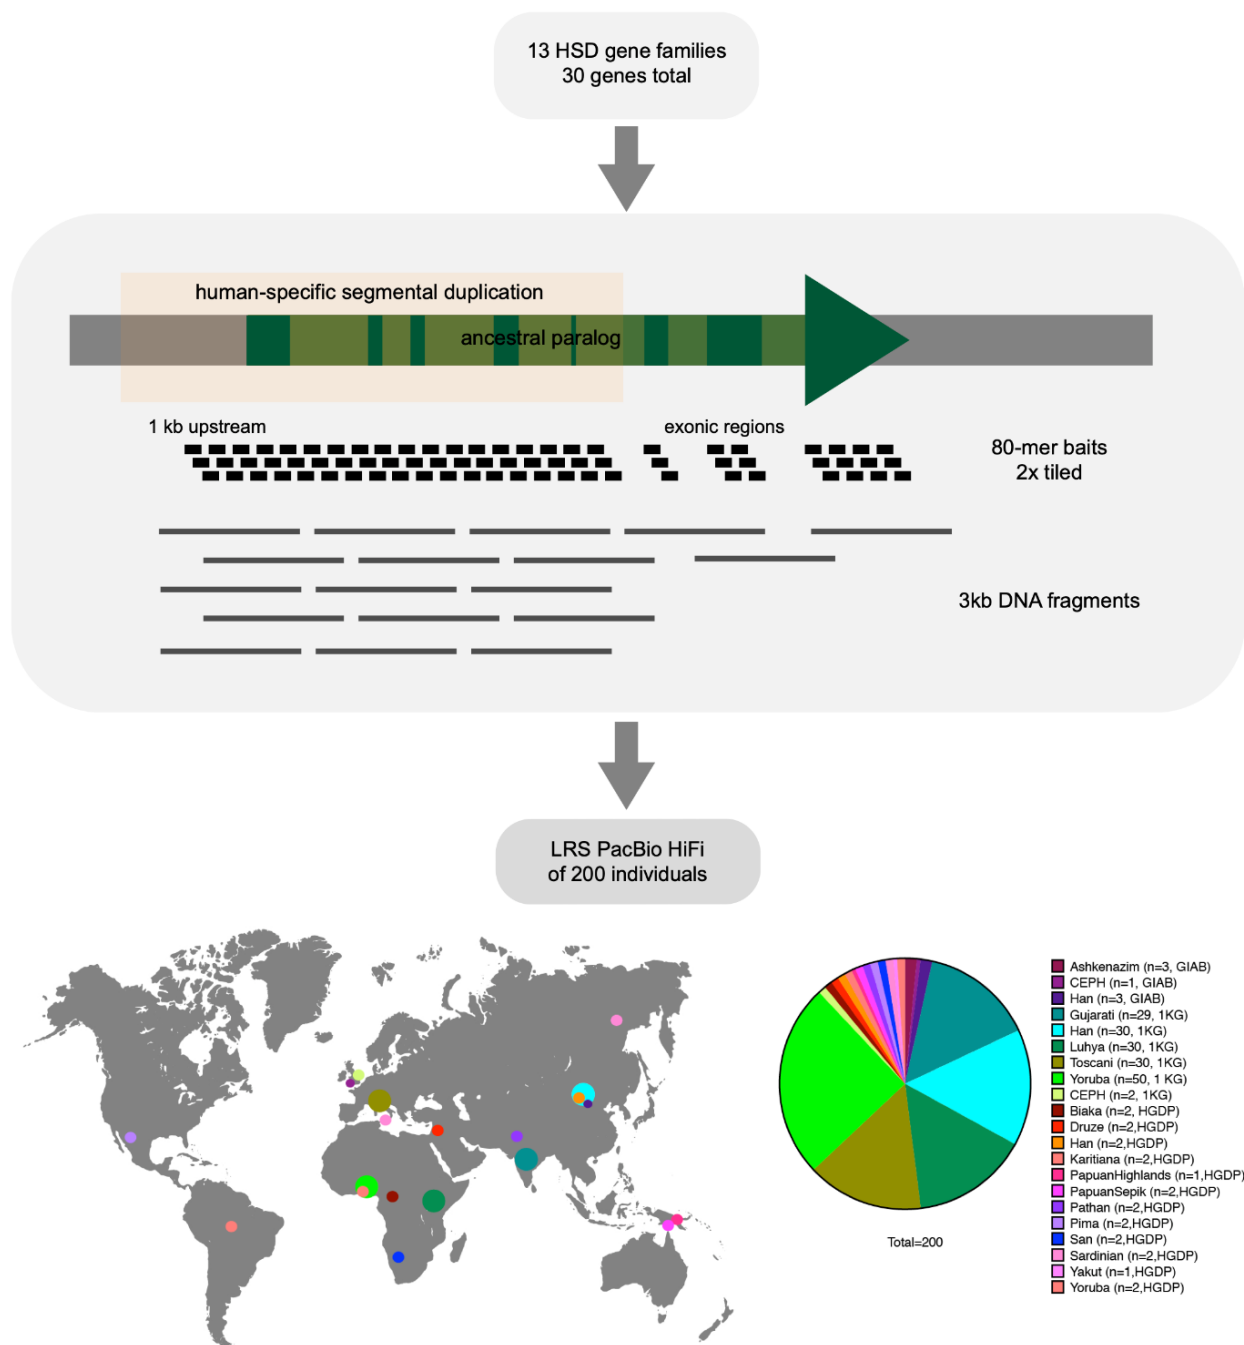 13 HSD gene families
30 genes total
human-specific segmental duplication
ancestral paralog
1 kb upstream
exonic regions
80-mer baits
2x tiled
3kb DNA fragments
LRS PacBio HiFi
of 200 individuals
Ashkenazim (n=3, GIAB)
CEPH (n=1, GIAB)
Han (n=3, GIAB)
Gujarati (n=29, 1KG)
Han (n=30, 1KG)
Luhya (n=30, 1KG)
Toscani (n=30, 1KG)
Yoruba (n=50, 1 KG)
CEPH (n=2, 1KG)
Biaka (n=2, HGDP)
Druze (n=2,HGDP)
Han (n=2,HGDP)
Karitiana (n=2,HGDP)
PapuanHighlands (n=1,HGDP)
PapuanSepik (n=2,HGDP)
Pathan (n=2,HGDP)
Pima (n=2,HGDP)
San (n=2,HGDP)
Sardinian (n=2,HGDP)
Yakut (n=1,HGDP)
Yoruba (n=2,HGDP)
Total=200